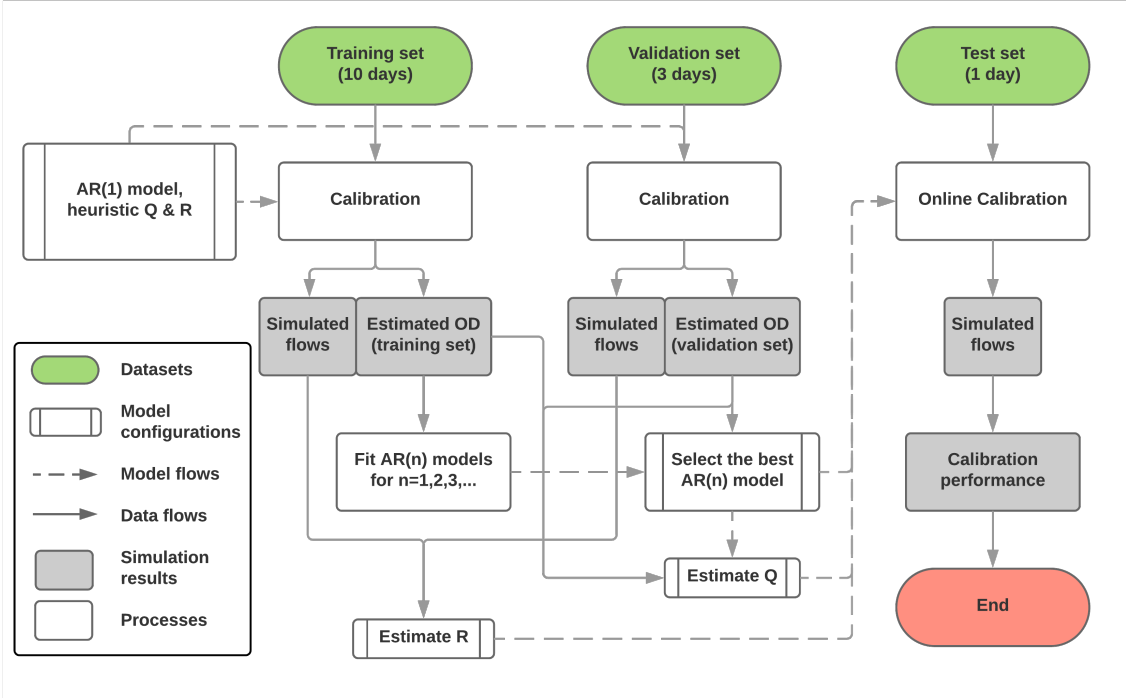 Training set
(10 days)
Validation set
(3 days)
Test set
(1 day)
AR(1) model,
heuristic Q & R
Calibration
Calibration
Online Calibration
Simulated
flows
Estimated OD
(training set)
Simulated
flows
Estimated OD
(validation set)
Simulated
flows
Datasets
Model
configurations
Model flows
Data flows
Simulation
results
Processes
Fit AR(n) models
for n=1,2,3,...
Select the best
AR(n) model
Calibration
performance
Estimate Q
Estimate R
End